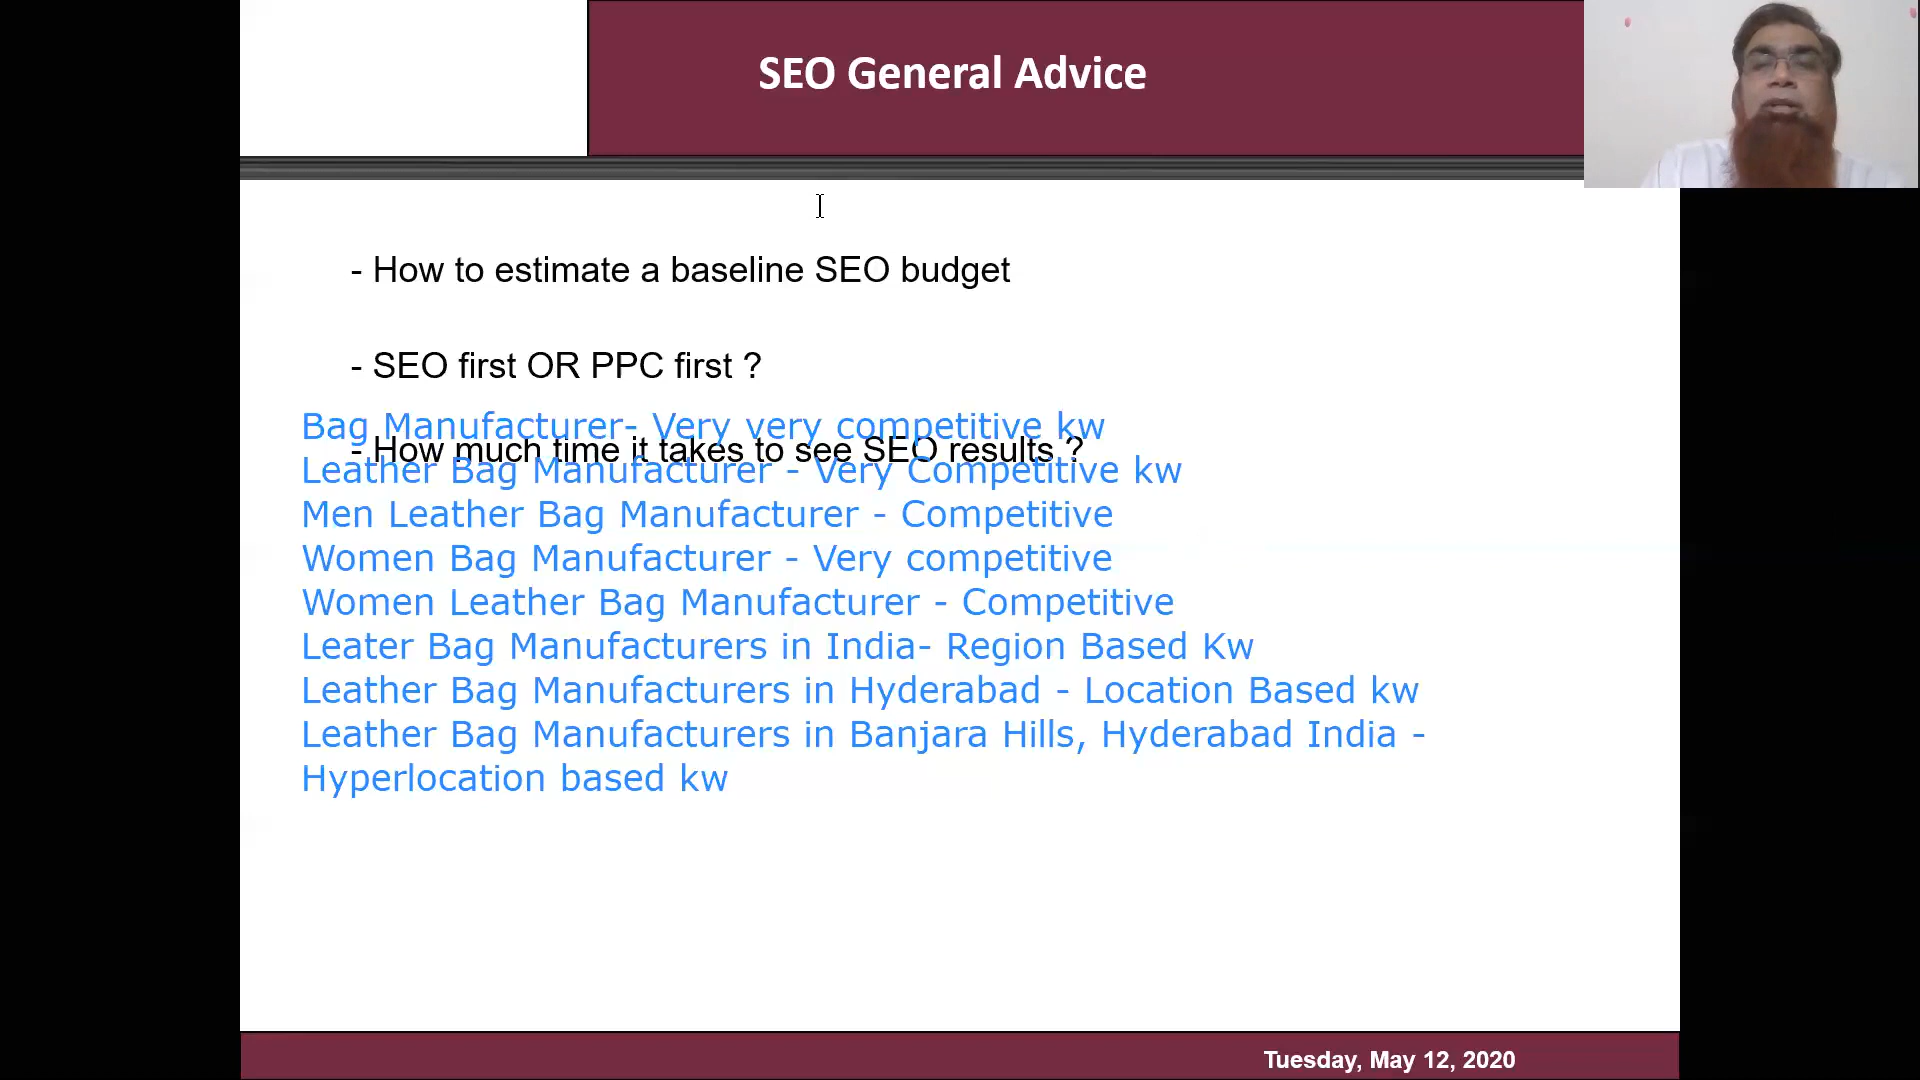 SEO General Advice
- How to estimate a baseline SEO budget
- SEO first OR PPC first ?
Bag Manufacturer- Very very competitive kw
- How much time it takes to see SEO results ?
Leather Bag Manufacturer - Very Competitive kw
Men Leather Bag Manufacturer - Competitive
Women Bag Manufacturer - Very competitive
Women Leather Bag Manufacturer - Competitive
Leater Bag Manufacturers in India- Region Based Kw
Leather Bag Manufacturers in Hyderabad - Location Based kw
Leather Bag Manufacturers in Banjara Hills, Hyderabad India -
Hyperlocation based kw
Tuesday, May 12, 2020